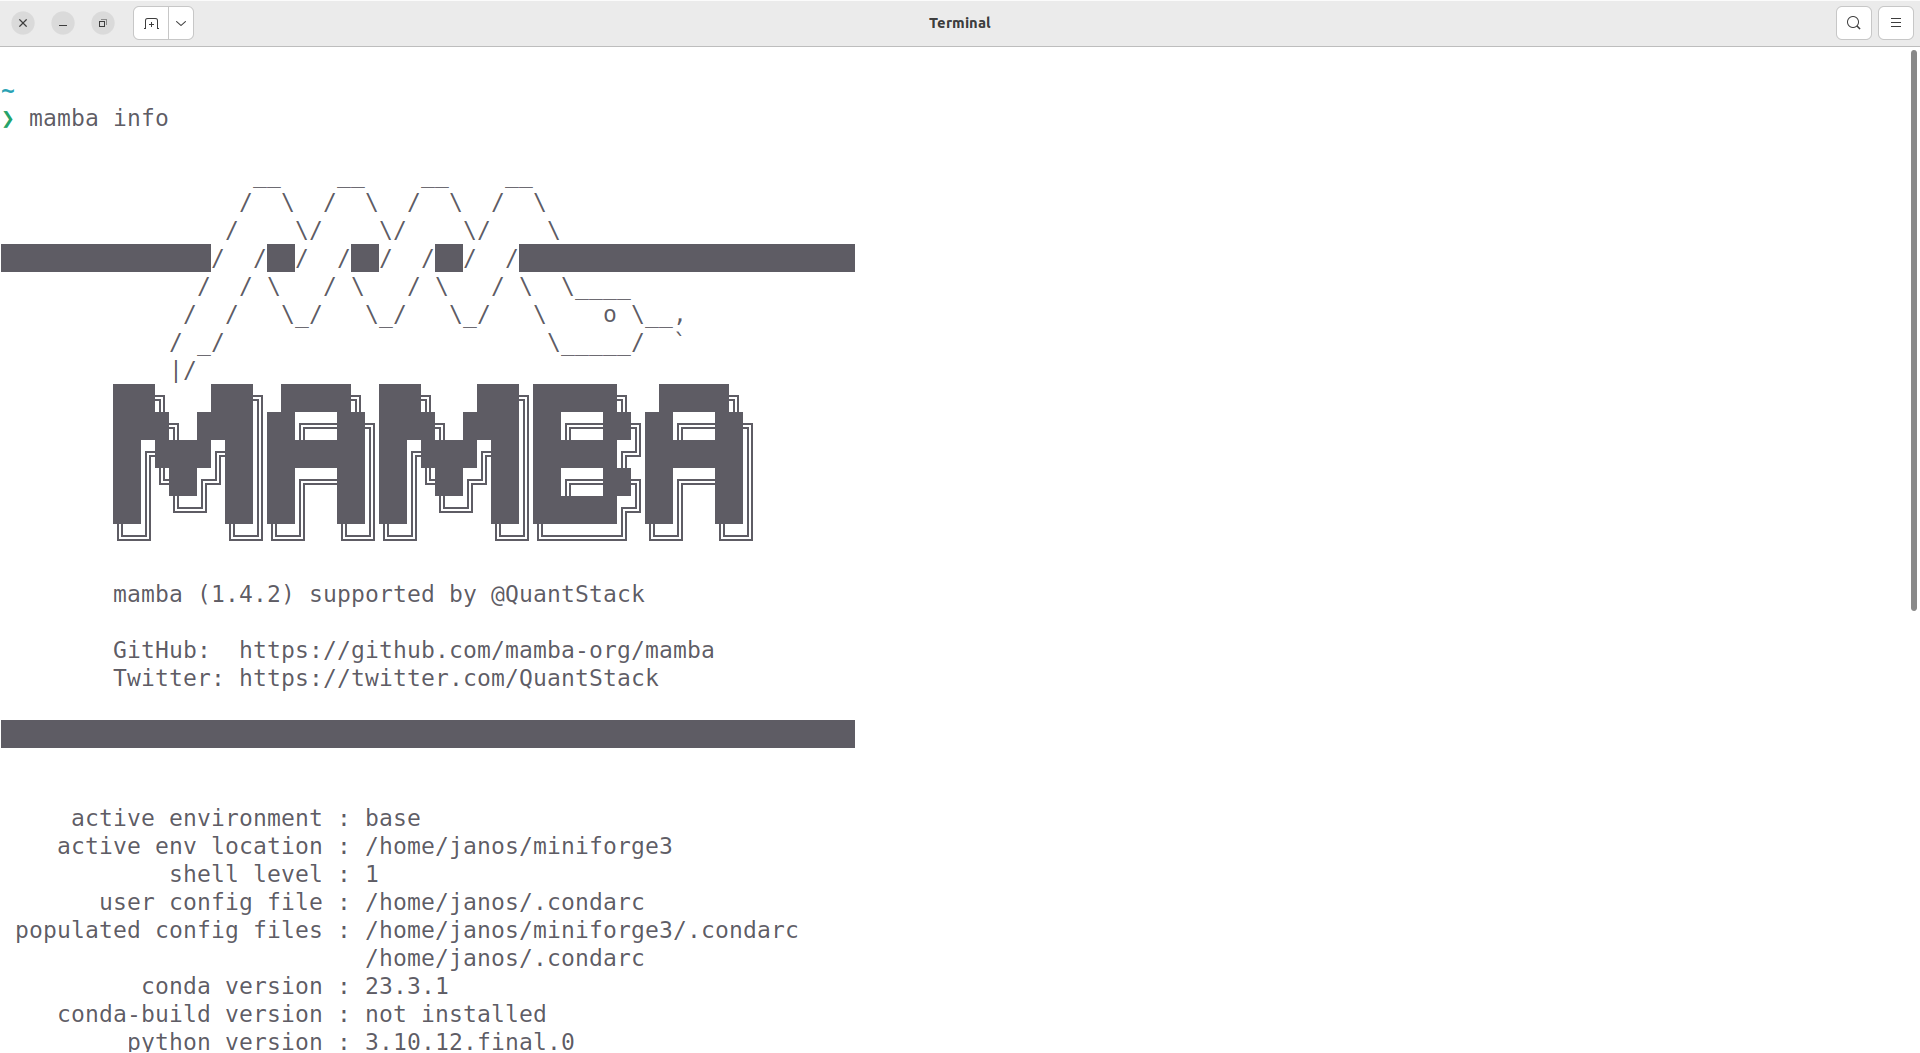 Terminal
~
❯ mamba info
MAMBA
mamba (1.4.2) supported by @QuantStack
GitHub:  https://github.com/mamba-org/mamba
Twitter: https://twitter.com/QuantStack
active environment : base
active env location : /home/janos/miniforge3
shell level : 1
user config file : /home/janos/.condarc
populated config files : /home/janos/miniforge3/.condarc
/home/janos/.condarc
conda version : 23.3.1
conda-build version : not installed
python version : 3.10.12.final.0